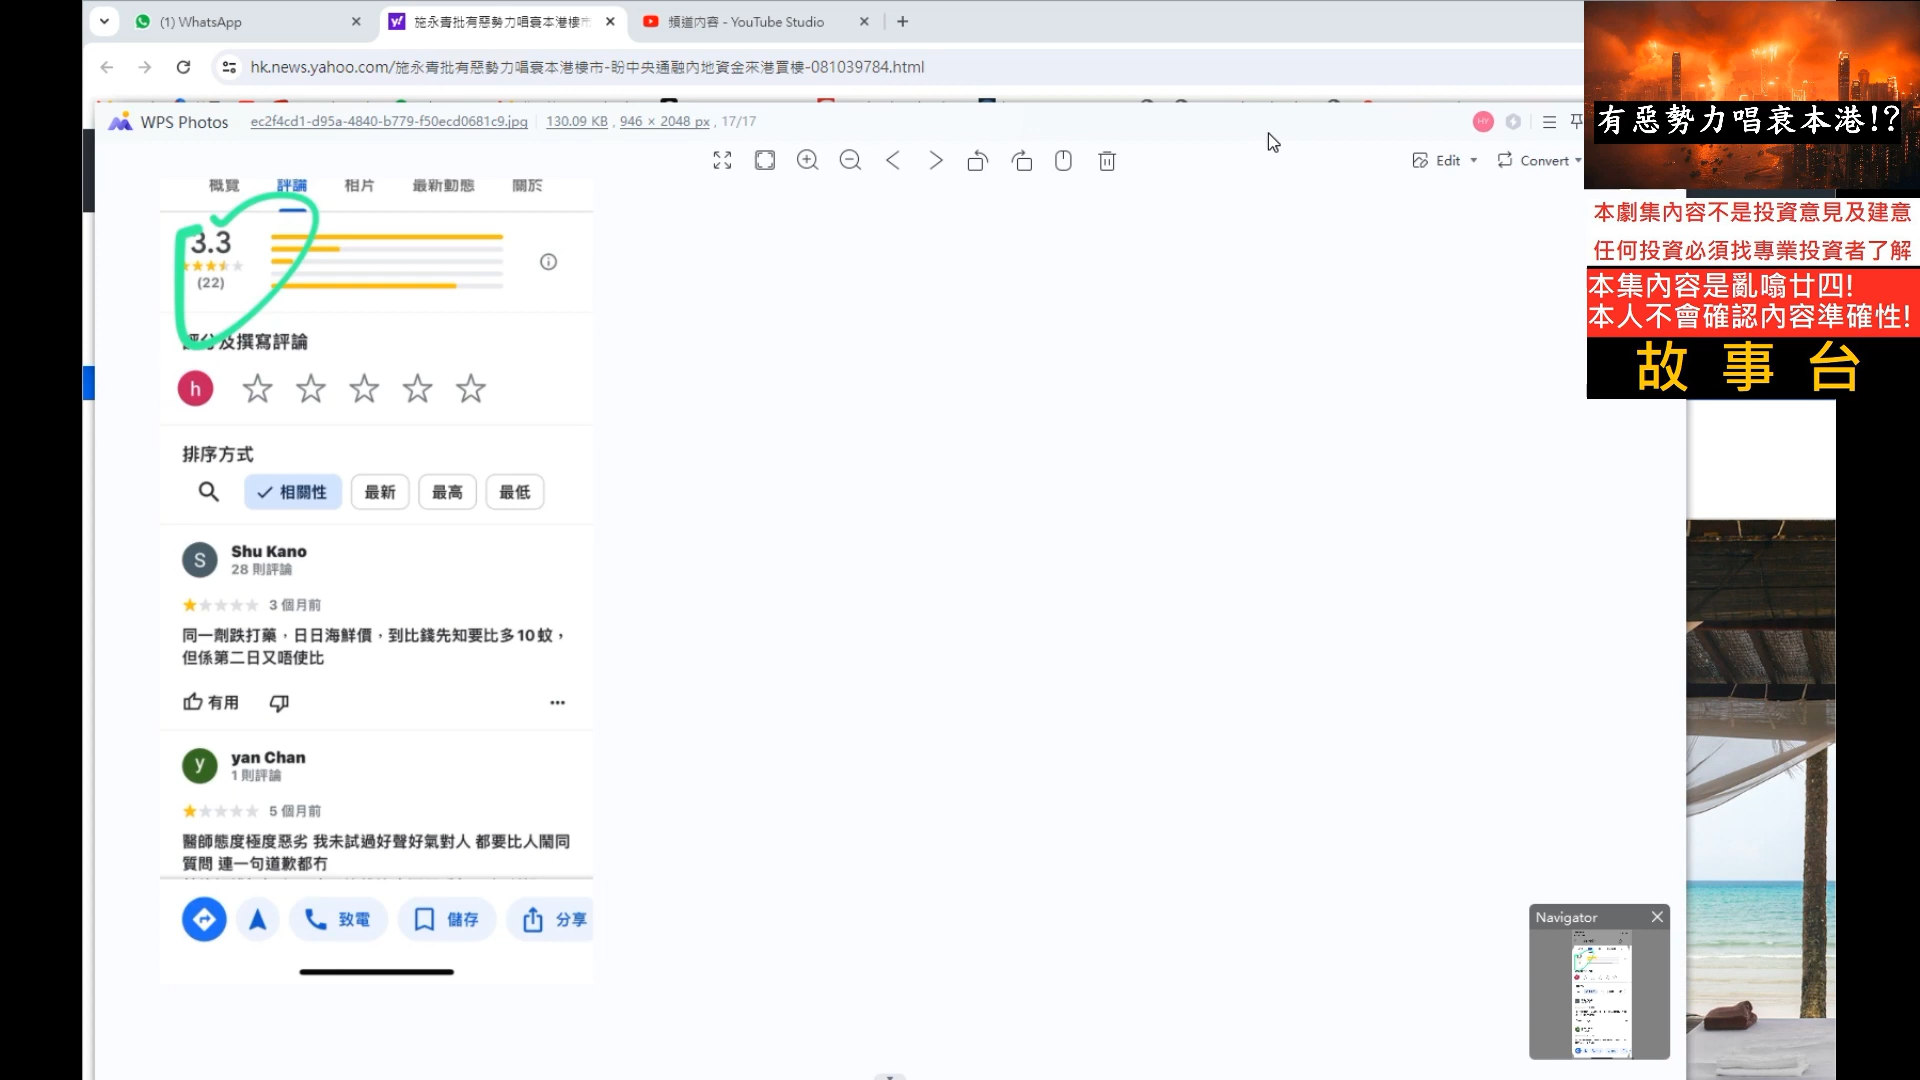 (1) WhatsApp
施永青批有惡勢力唱衰本港樓市
頻道內容 - YouTube Studio
hk.news.yahoo.com/施永青批有惡勢力唱衰本港樓市-盼中央通融內地資金來港買樓-081039784.html
WPS Photos
ec2f4cd1-d95a-4840-b779-f50ecd0681c9.jpg
130.09 KB , 946 × 2048 px , 17/17
HY
Edit
Convert
有惡勢力唱衰本港!?
本劇集內容不是投資意見及建意
任何投資必須找專業投資者了解
本集內容是亂噏廿四!
本人不會確認內容準確性!
故事台
概覽
評論
相片
最新動態
關於
3.3
(22)
評分及撰寫評論
h
排序方式
相關性
最新
最高
最低
S
Shu Kano
28 則評論
3 個月前
同一劑跌打藥，日日海鮮價，到比錢先知要比多10蚊，
但係第二日又唔使比
有用
y
yan Chan
1 則評論
5 個月前
醫師態度極度惡劣 我未試過好聲好氣對人 都要比人鬧同
質問 連一句道歉都冇
致電
儲存
分享
Navigator